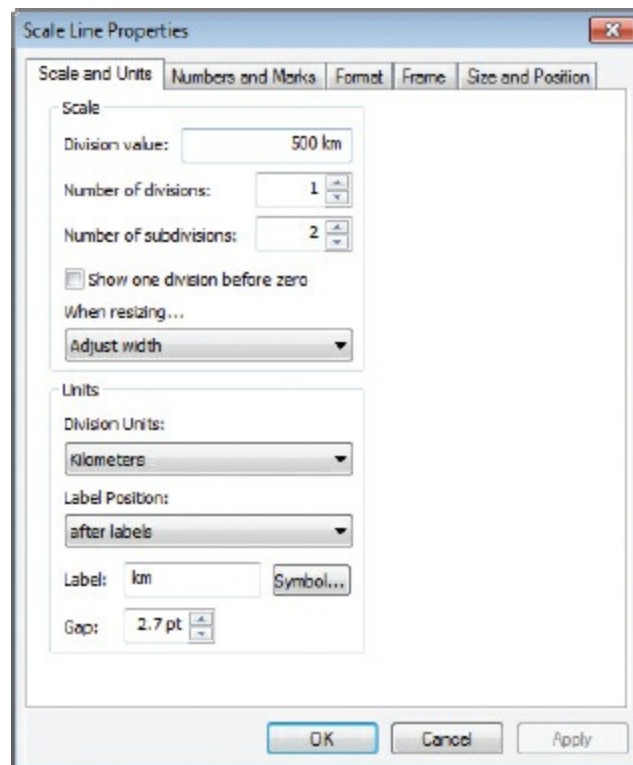 Scale Line Properties
Scale and Units Numbers and Marks Format Frame Size and Position
Scale
Division value: 500 km
Number of divisions: 1
Number of subdivisions: 2
Show one division before zero
When resizing...
Adjust width
Units
Division Units:
Kilometers
Label Position:
after labels
Label: km Symbol...
Gap: 2.7 pt
OK Cancel Apply